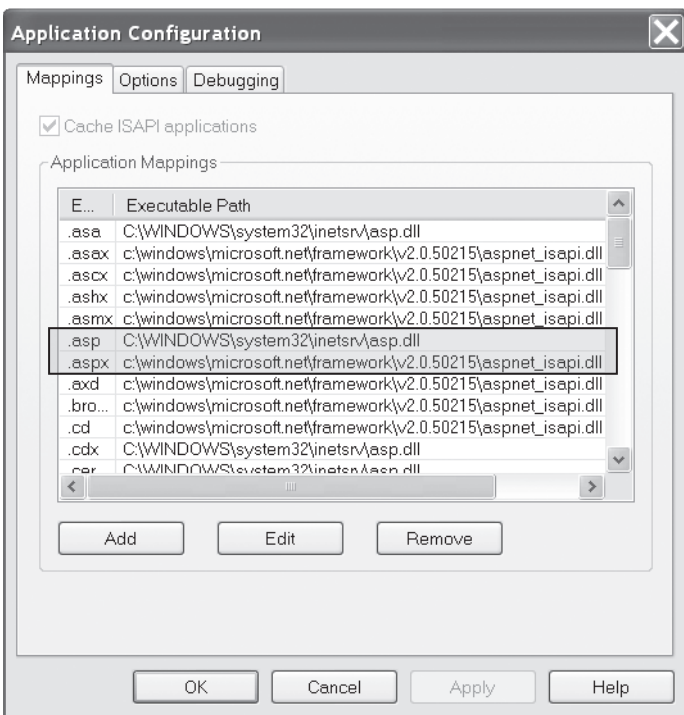 Application Configuration
Mappings Options Debugging
Cache ISAPI applications
Application Mappings
E... Executable Path
.asa C:\WINDOWS\system32\inetsrv\asp.dll
.asax c:\windows\microsoft.net\framework\v2.0.50215\aspnet_isapi.dll
.ascx c:\windows\microsoft.net\framework\v2.0.50215\aspnet_isapi.dll
.ashx c:\windows\microsoft.net\framework\v2.0.50215\aspnet_isapi.dll
.asmx c:\windows\microsoft.net\framework\v2.0.50215\aspnet_isapi.dll
.asp C:\WINDOWS\system32\inetsrv\asp.dll
.aspx c:\windows\microsoft.net\framework\v2.0.50215\aspnet_isapi.dll
.axd c:\windows\microsoft.net\framework\v2.0.50215\aspnet_isapi.dll
.bro... c:\windows\microsoft.net\framework\v2.0.50215\aspnet_isapi.dll
.cd c:\windows\microsoft.net\framework\v2.0.50215\aspnet_isapi.dll
.cdx C:\WINDOWS\system32\inetsrv\asp.dll
.cer C:\WINDOWS\system32\inetsrv\asp.dll
Add Edit Remove
OK Cancel Apply Help